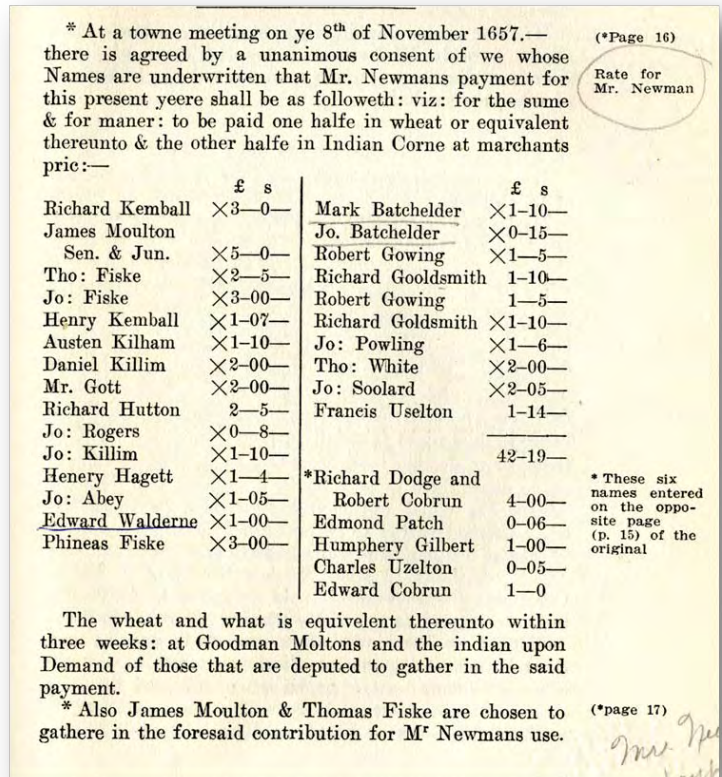 * At a towne meeting on ye 8th of November 1657.—
there is agreed by a unanimous consent of we whose
Names are underwritten that Mr. Newmans payment for
this present yeere shall be as followeth: viz: for the sume
& for maner: to be paid one halfe in wheat or equivalent
thereunto & the other halfe in Indian Corne at marchants
pric:—
(*Page 16)
Rate for
Mr. Newman
£ s
Richard Kemball ×3—0—
James Moulton
Sen. & Jun. ×5—0—
Tho: Fiske ×2—5—
Jo: Fiske ×3-00—
Henry Kemball ×1-07—
Austen Kilham ×1-10—
Daniel Killim ×2-00—
Mr. Gott ×2-00—
Richard Hutton 2—5—
Jo: Rogers ×0—8—
Jo: Killim ×1-10—
Henery Hagett ×1—4—
Jo: Abey ×1-05—
Edward Walderne ×1-00—
Phineas Fiske ×3-00—
£ s
Mark Batchelder ×1-10—
Jo. Batchelder ×0-15—
Robert Gowing ×1—5—
Richard Gooldsmith 1-10—
Robert Gowing 1—5—
Richard Goldsmith ×1-10—
Jo: Powling ×1—6—
Tho: White ×2-00—
Jo: Soolard ×2-05—
Francis Uselton 1-14—
42-19—
*Richard Dodge and
Robert Cobrun 4-00—
Edmond Patch 0-06—
Humphery Gilbert 1-00—
Charles Uzelton 0-05—
Edward Cobrun 1—0
* These six
names entered
on the oppo-
site page
(p. 15) of the
original
The wheat and what is equivelent thereunto within
three weeks: at Goodman Moltons and the indian upon
Demand of those that are deputed to gather in the said
payment.
* Also James Moulton & Thomas Fiske are chosen to
gathere in the foresaid contribution for Mr Newmans use.
(*page 17)